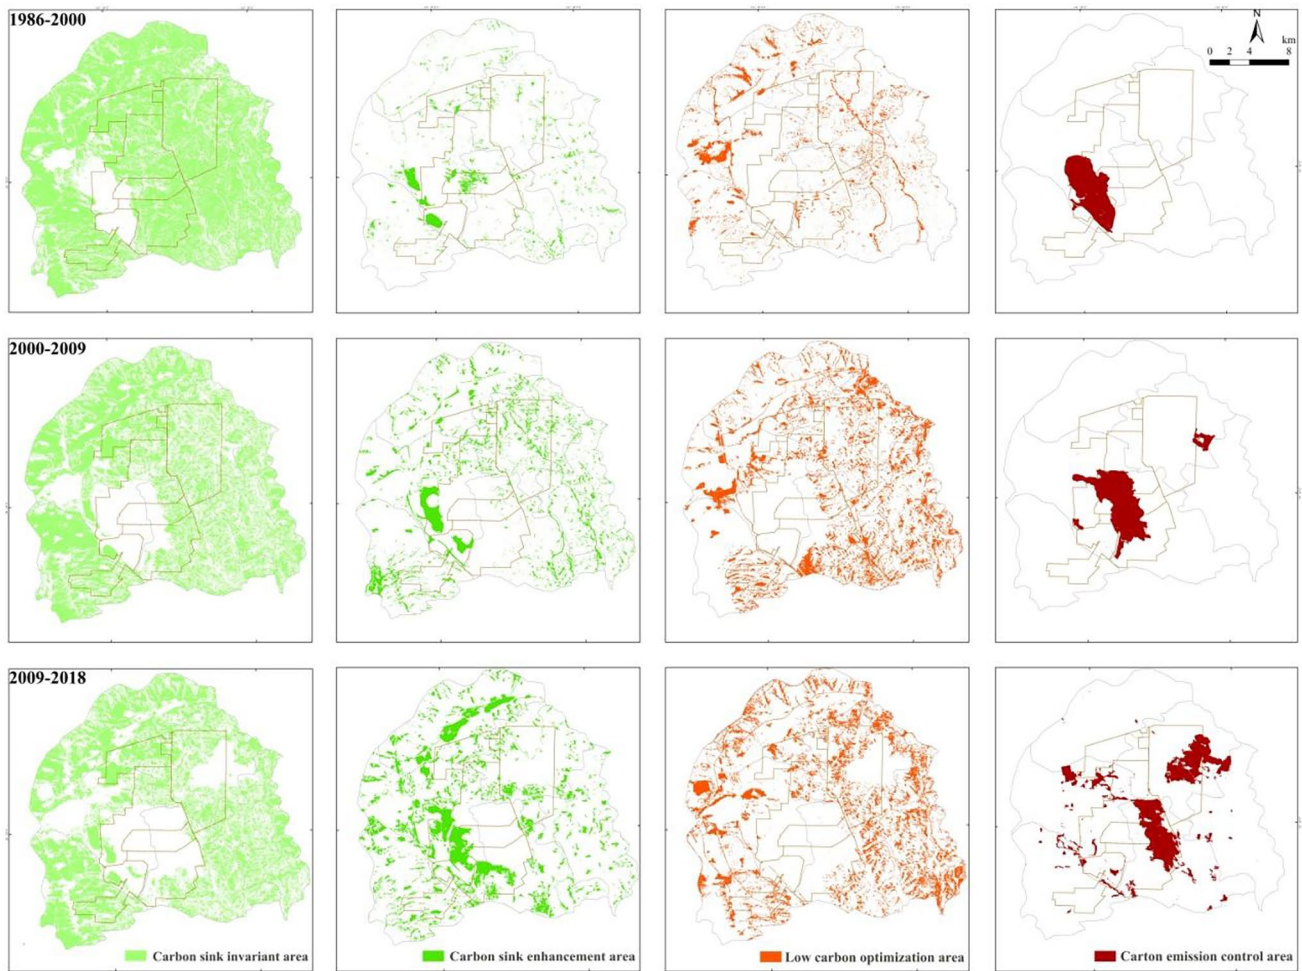 1986-2000
N
km
0 2 4 8
2000-2009
2009-2018
Carbon sink invariant area
Carbon sink enhancement area
Low carbon optimization area
Carton emission control area